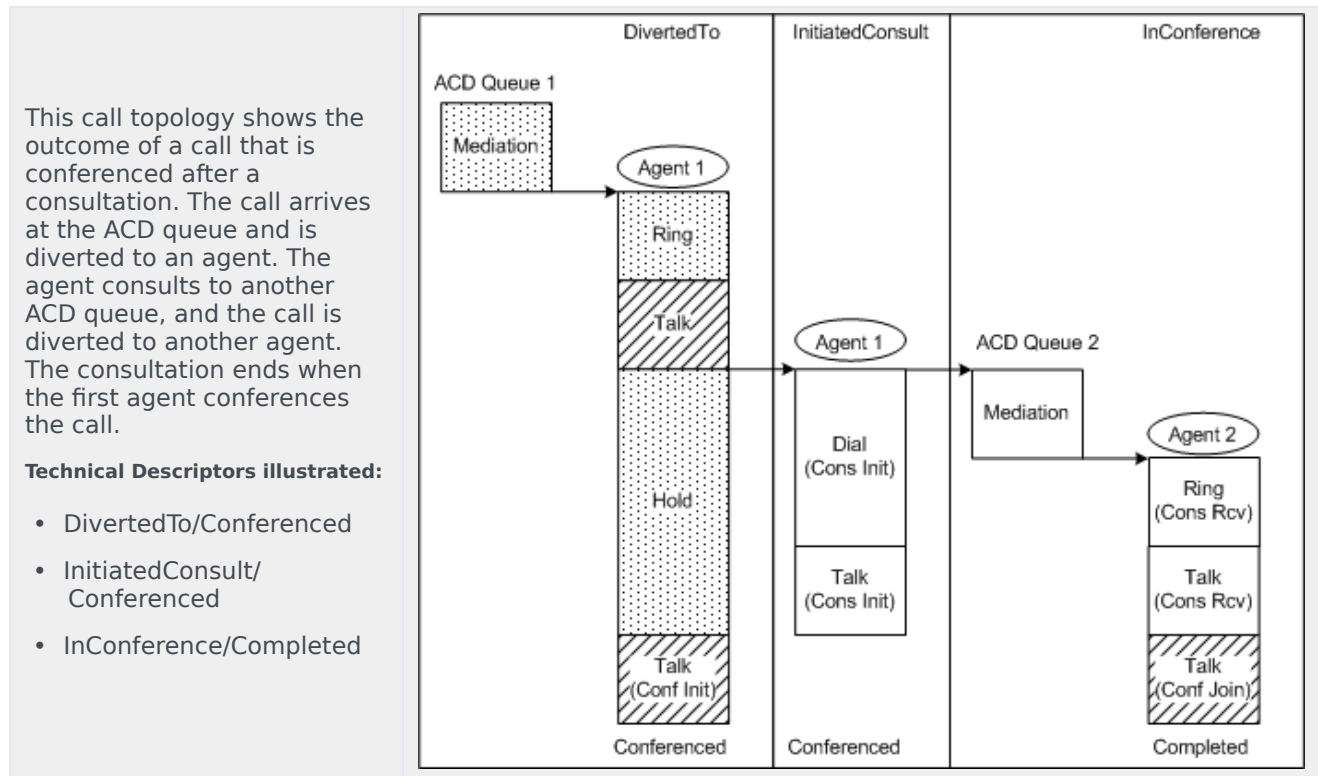 This call topology shows the
outcome of a call that is
conferenced after a
consultation. The call arrives
at the ACD queue and is
diverted to an agent. The
agent consults to another
ACD queue, and the call is
diverted to another agent.
The consultation ends when
the first agent conferences
the call.
Technical Descriptors illustrated:
• DivertedTo/Conferenced
• InitiatedConsult/
Conferenced
• InConference/Completed
DivertedTo
InitiatedConsult
InConference
ACD Queue 1
Mediation
Agent 1
Ring
Talk
Hold
Talk
(Conf Init)
Conferenced
Agent 1
Dial
(Cons Init)
Talk
(Cons Init)
Conferenced
ACD Queue 2
Mediation
Agent 2
Ring
(Cons Rcv)
Talk
(Cons Rcv)
Talk
(Conf Join)
Completed